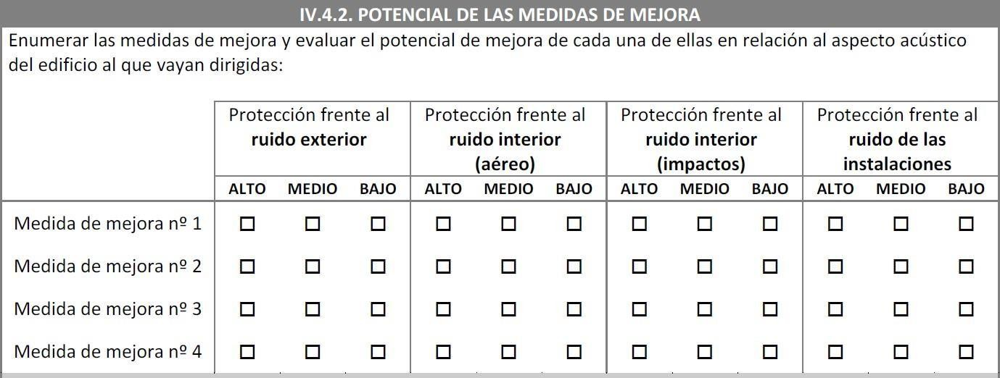 IV.4.2. POTENCIAL DE LAS MEDIDAS DE MEJORA
Enumerar las medidas de mejora y evaluar el potencial de mejora de cada una de ellas en relación al aspecto acústico
del edificio al que vayan dirigidas:
Protección frente al Protección frente al Protección frente al Protección frente al
ruido exterior ruido interior ruido interior ruido de las
(aéreo) (impactos) instalaciones
ALTO MEDIO BAJO ALTO MEDIO BAJO ALTO MEDIO BAJO ALTO MEDIO BAJO
Medida de mejora nº 1 ☐ ☐ ☐ ☐ ☐ ☐ ☐ ☐ ☐ ☐ ☐ ☐
Medida de mejora nº 2 ☐ ☐ ☐ ☐ ☐ ☐ ☐ ☐ ☐ ☐ ☐ ☐
Medida de mejora nº 3 ☐ ☐ ☐ ☐ ☐ ☐ ☐ ☐ ☐ ☐ ☐ ☐
Medida de mejora nº 4 ☐ ☐ ☐ ☐ ☐ ☐ ☐ ☐ ☐ ☐ ☐ ☐